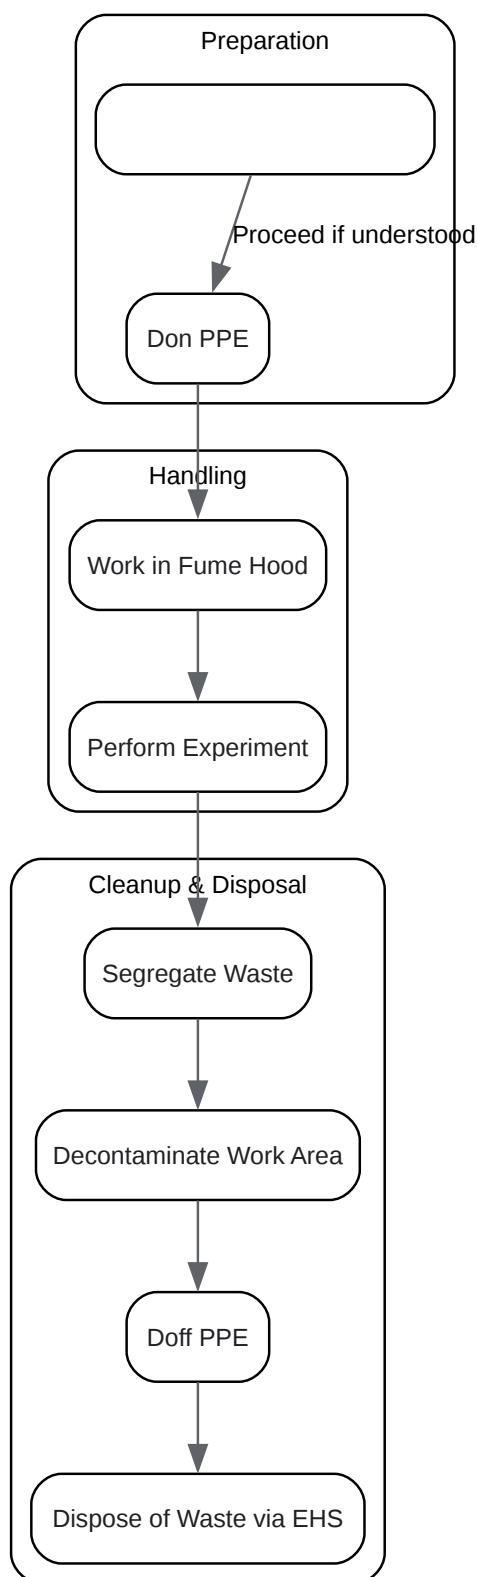 Preparation
Proceed if understood
Don PPE
Handling
Work in Fume Hood
Perform Experiment
Cleanup & Disposal
Segregate Waste
Decontaminate Work Area
Doff PPE
Dispose of Waste via EHS